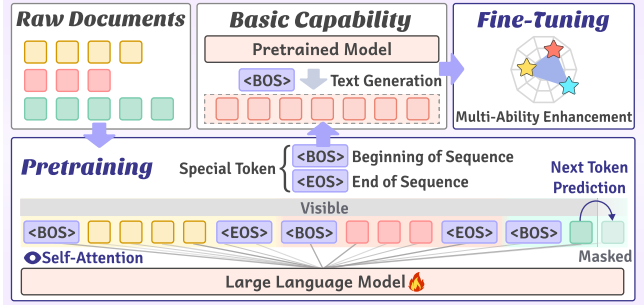 Raw Documents
Basic Capability
Pretrained Model
<BOS> Text Generation
Fine-Tuning
Multi-Ability Enhancement
Pretraining
Special Token
<BOS> Beginning of Sequence
<EOS> End of Sequence
Next Token
Prediction
Visible
<BOS> <EOS> <BOS> <EOS> <BOS>
Self-Attention
Masked
Large Language Model